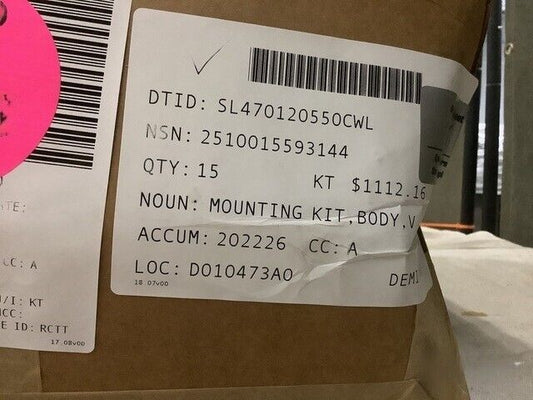 DTID: SL470120550CWL
NSN: 2510015593144
QTY: 15 KT $1112.16
NOUN: MOUNTING KIT,BODY,V
ACCUM: 202226 CC: A
LOC: D010473A0 DEMI
18 07v00
ATE:
CC: A
/I: KT
CC:
E ID: RCTT
17.08v00